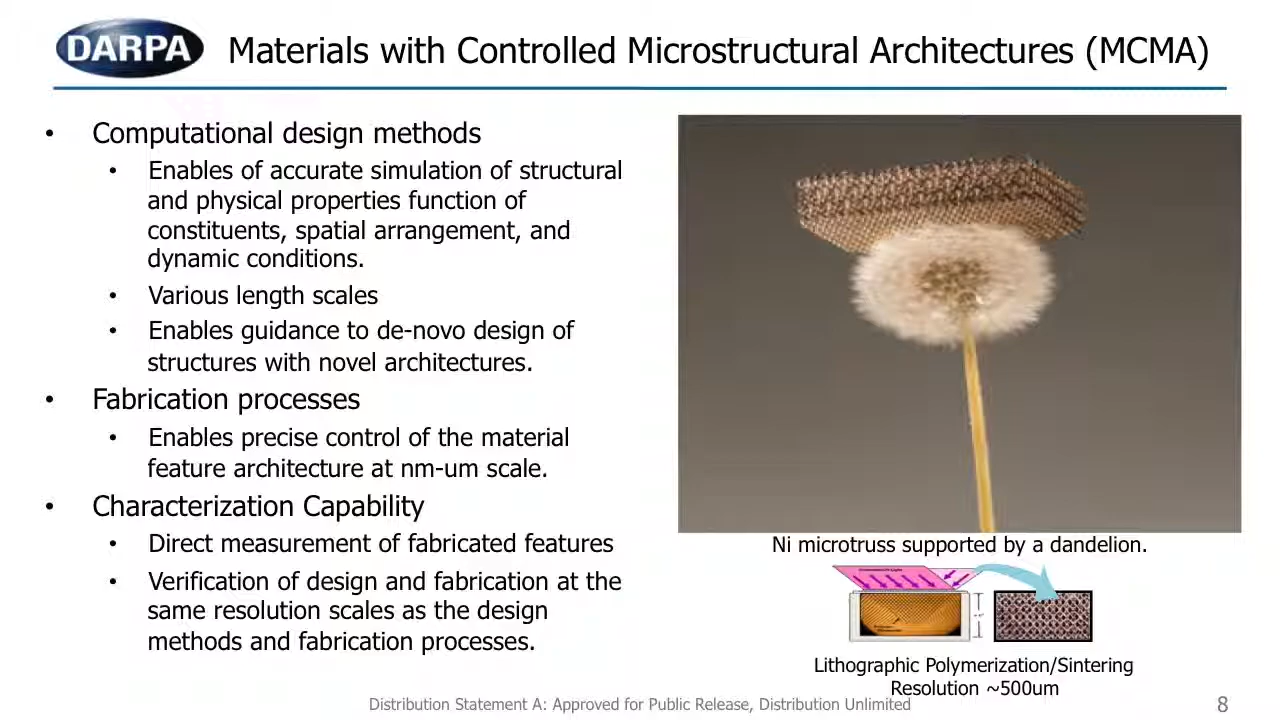 DARPA
Materials with Controlled Microstructural Architectures (MCMA)
• Computational design methods
• Enables of accurate simulation of structural
and physical properties function of
constituents, spatial arrangement, and
dynamic conditions.
• Various length scales
• Enables guidance to de-novo design of
structures with novel architectures.
• Fabrication processes
• Enables precise control of the material
feature architecture at nm-um scale.
• Characterization Capability
• Direct measurement of fabricated features
• Verification of design and fabrication at the
same resolution scales as the design
methods and fabrication processes.
Ni microtruss supported by a dandelion.
Lithographic Polymerization/Sintering
Resolution ~500um
Distribution Statement A: Approved for Public Release, Distribution Unlimited
8